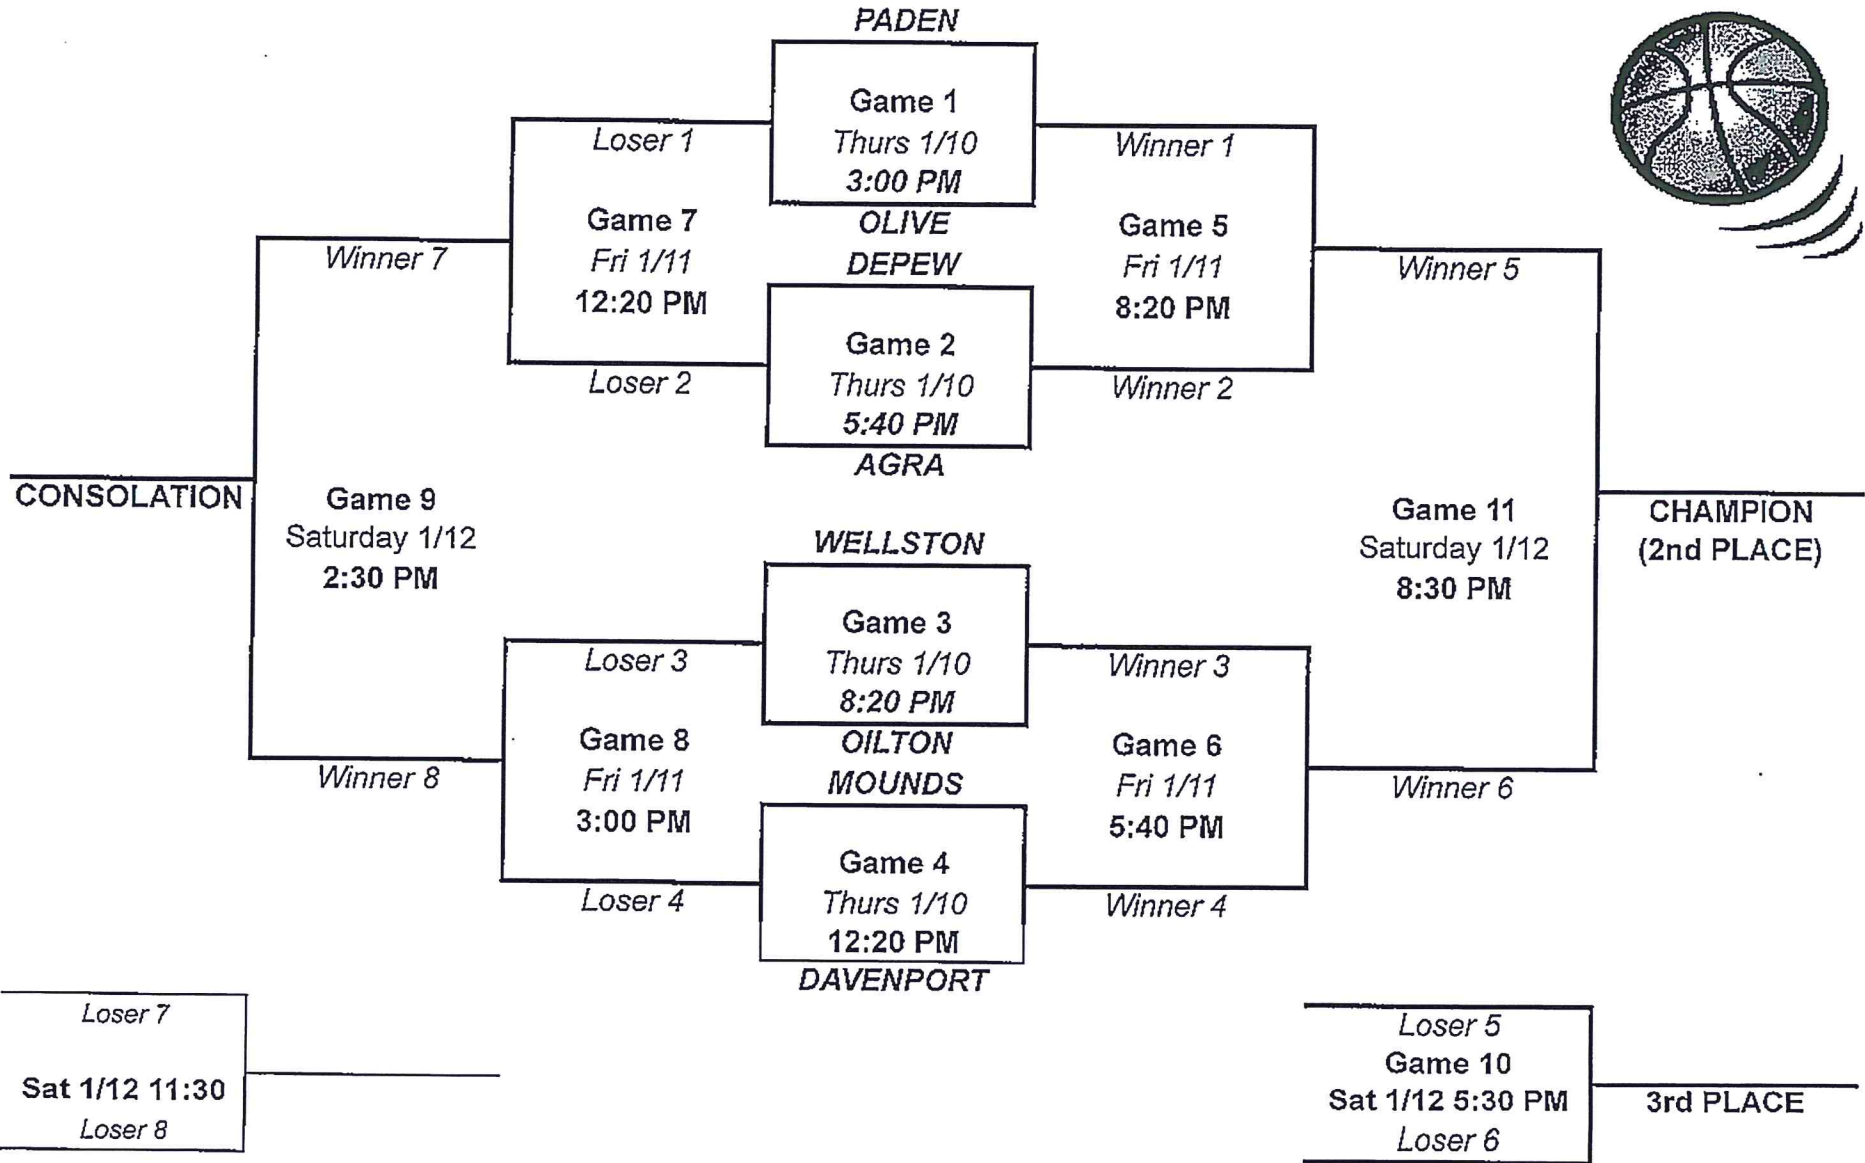 PADEN
Game 1
Thurs 1/10
3:00 PM
OLIVE
Loser 1
Winner 1
Game 7
Fri 1/11
12:20 PM
Game 5
Fri 1/11
8:20 PM
Winner 7
Winner 5
DEPEW
Game 2
Thurs 1/10
5:40 PM
AGRA
Loser 2
Winner 2
CONSOLATION
Game 9
Saturday 1/12
2:30 PM
Game 11
Saturday 1/12
8:30 PM
CHAMPION
(2nd PLACE)
WELLSTON
Game 3
Thurs 1/10
8:20 PM
OILTON
Loser 3
Winner 3
Game 8
Fri 1/11
3:00 PM
Game 6
Fri 1/11
5:40 PM
Winner 8
Winner 6
MOUNDS
Game 4
Thurs 1/10
12:20 PM
DAVENPORT
Loser 4
Winner 4
Loser 7
Sat 1/12 11:30
Loser 8
Loser 5
Game 10
Sat 1/12 5:30 PM
Loser 6
3rd PLACE